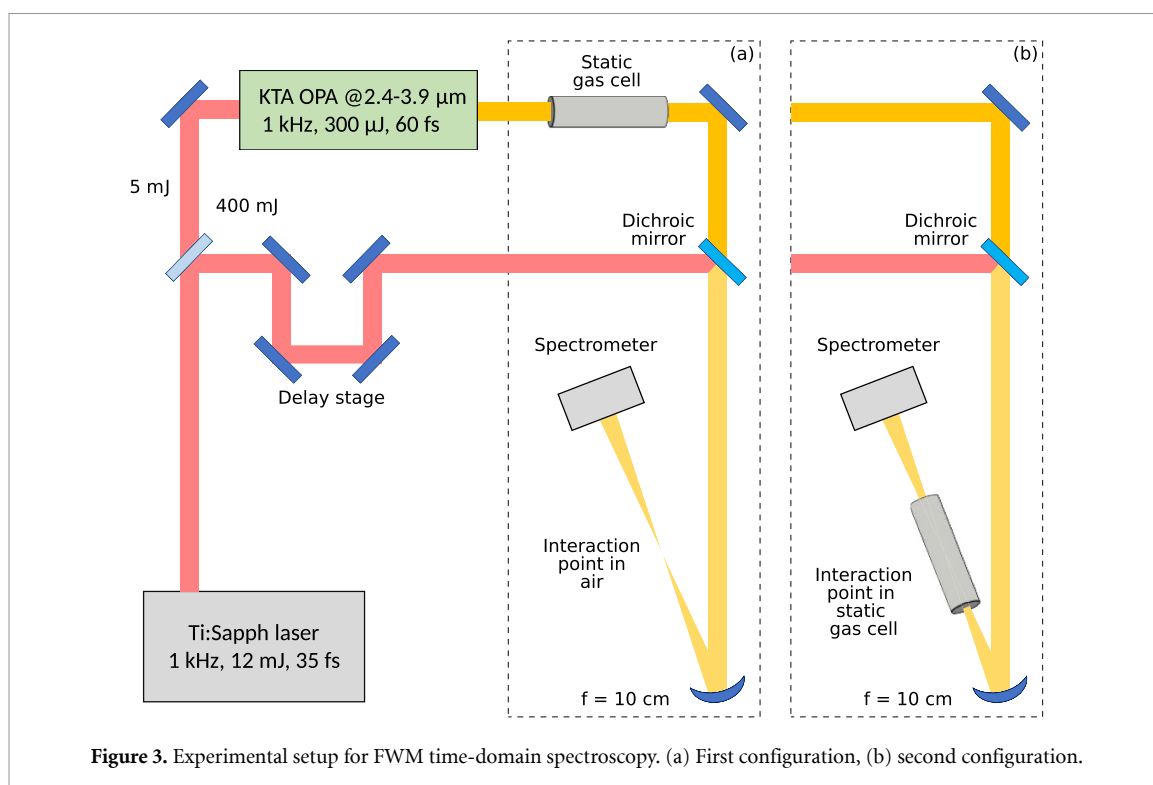 (a)
(b)
Static
gas cell
KTA OPA @2.4-3.9 µm
1 kHz, 300 µJ, 60 fs
5 mJ
400 mJ
Dichroic
mirror
Dichroic
mirror
Spectrometer
Spectrometer
Delay stage
Interaction
point in
air
Interaction
point in
static
gas cell
Ti:Sapph laser
1 kHz, 12 mJ, 35 fs
f = 10 cm
f = 10 cm
Figure 3. Experimental setup for FWM time-domain spectroscopy. (a) First configuration, (b) second configuration.